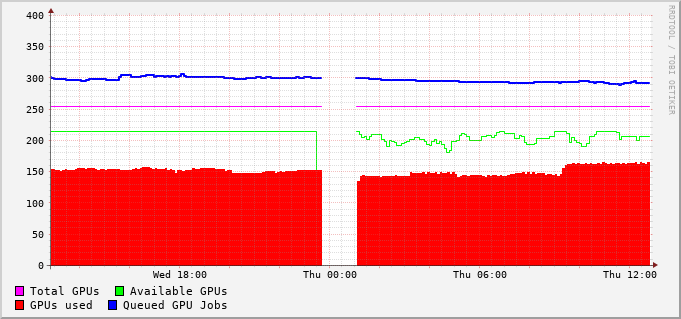 400
350
300
250
200
150
100
50
0
Wed 18:00 Thu 00:00 Thu 06:00 Thu 12:00
Total GPUs Available GPUs
GPUs used Queued GPU Jobs
RRDTOOL / TOBI OETIKER